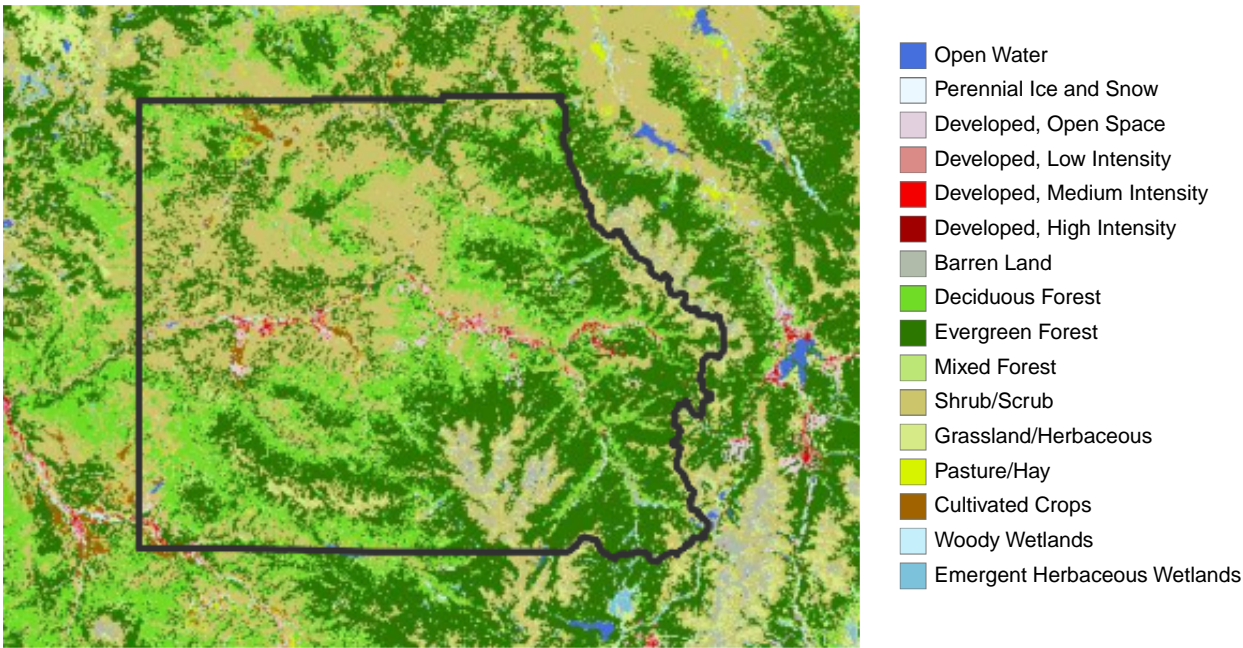 Open Water
Perennial Ice and Snow
Developed, Open Space
Developed, Low Intensity
Developed, Medium Intensity
Developed, High Intensity
Barren Land
Deciduous Forest
Evergreen Forest
Mixed Forest
Shrub/Scrub
Grassland/Herbaceous
Pasture/Hay
Cultivated Crops
Woody Wetlands
Emergent Herbaceous Wetlands